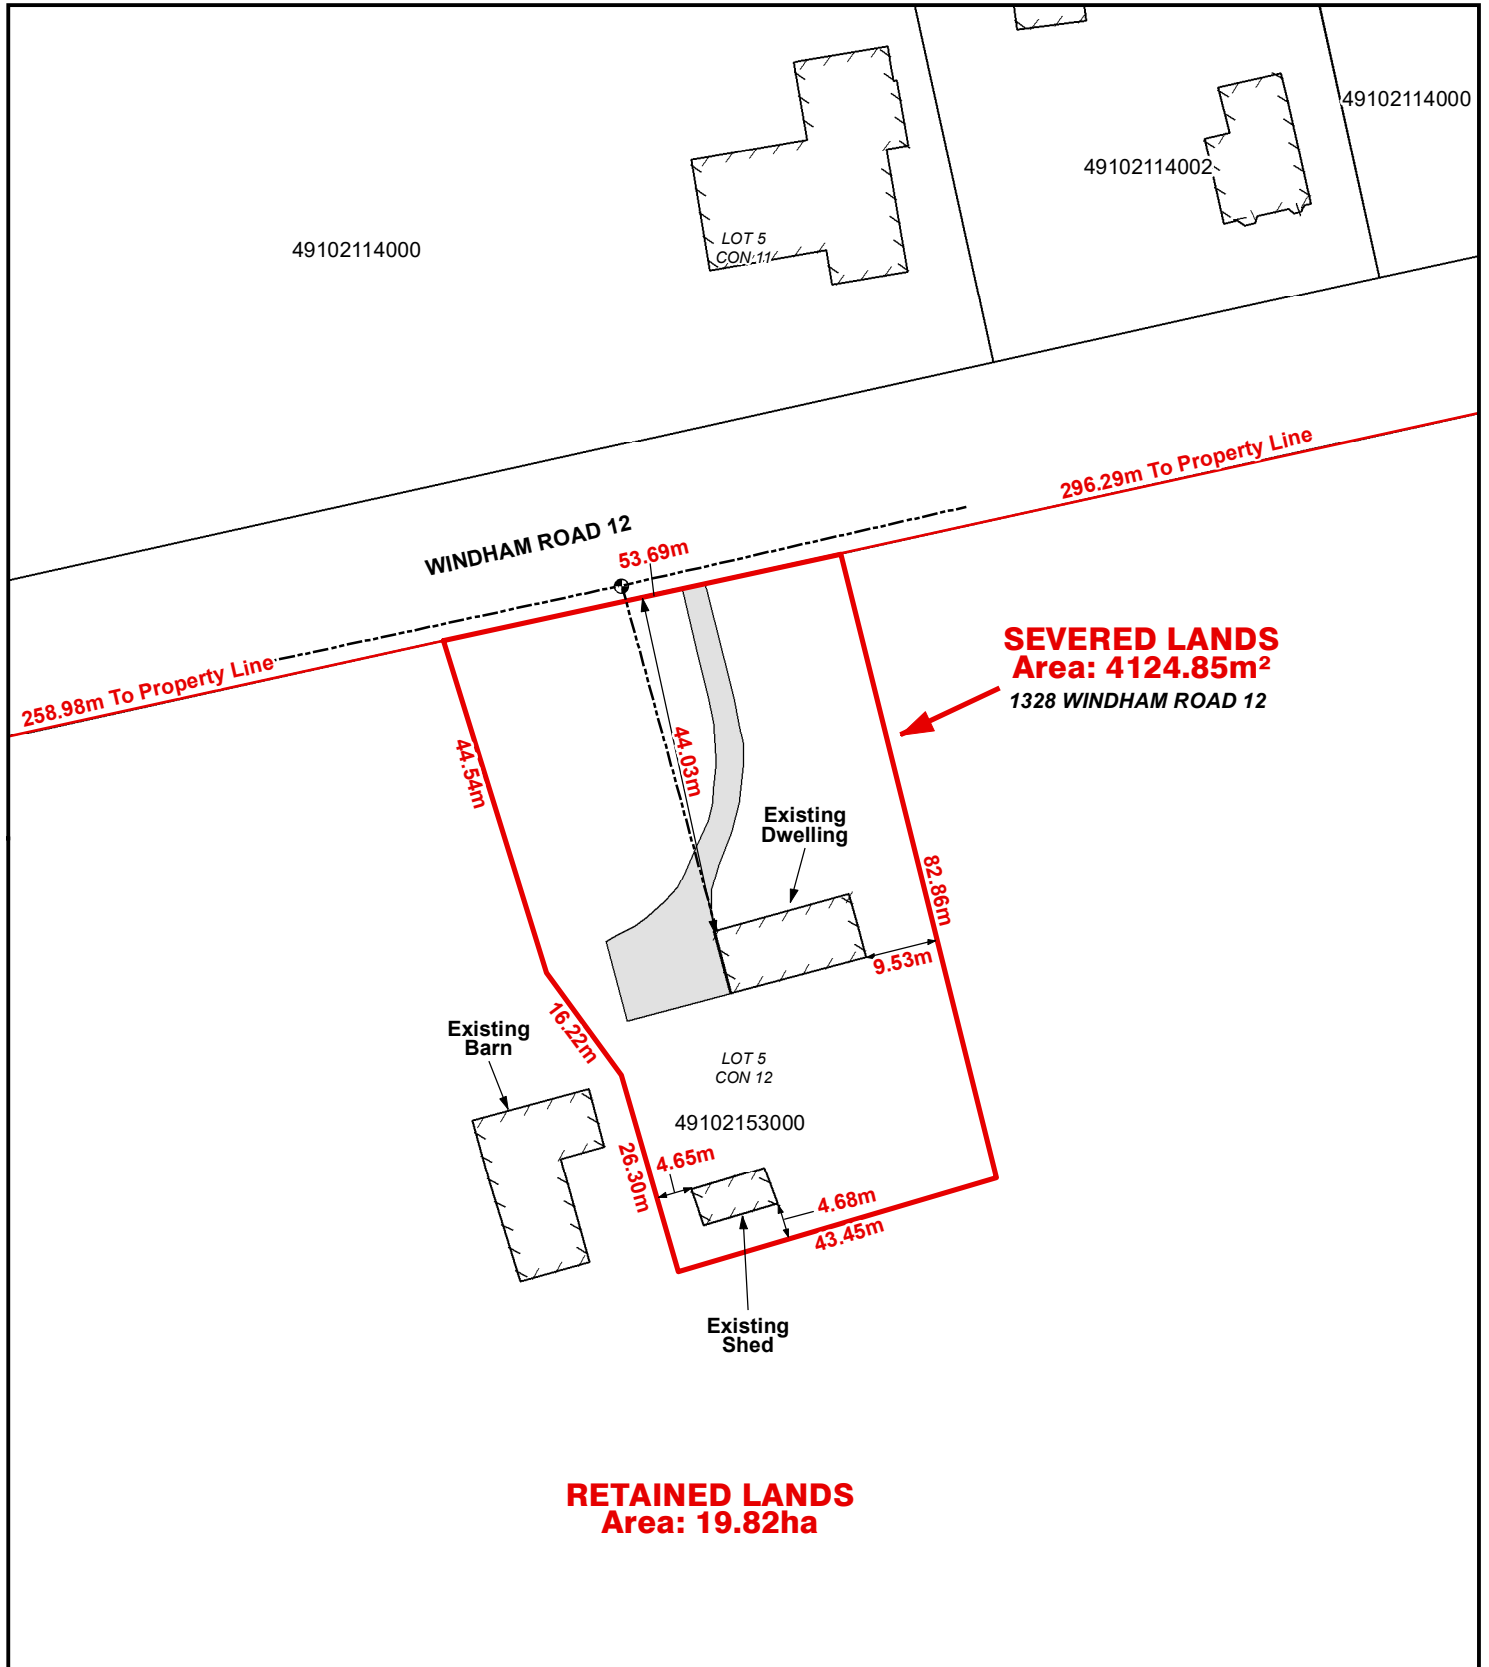 49102114000
49102114002
LOT 5
CON 11
49102114000
296.29m To Property Line
WINDHAM ROAD 12
53.69m
SEVERED LANDS
Area: 4124.85m²
1328 WINDHAM ROAD 12
258.98m To Property Line
44.54m
44.03m
Existing
Dwelling
82.86m
9.53m
16.22m
Existing
Barn
LOT 5
CON 12
49102153000
26.30m
4.65m
4.68m
43.45m
Existing
Shed
RETAINED LANDS
Area: 19.82ha